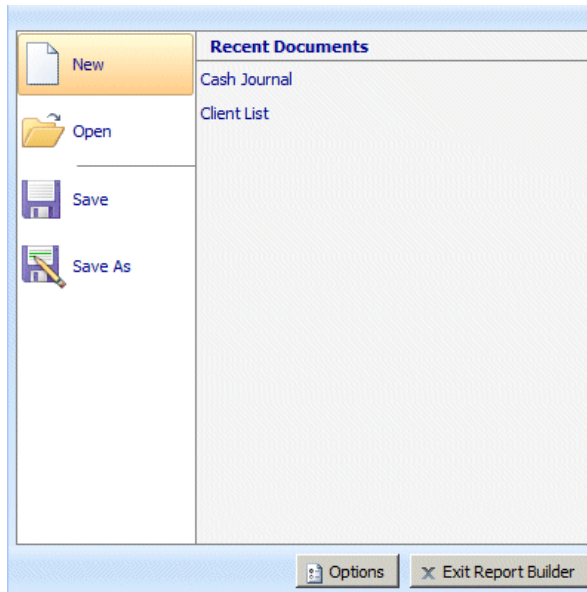 New
Open
Save
Save As
Recent Documents
Cash Journal
Client List
Options
Exit Report Builder